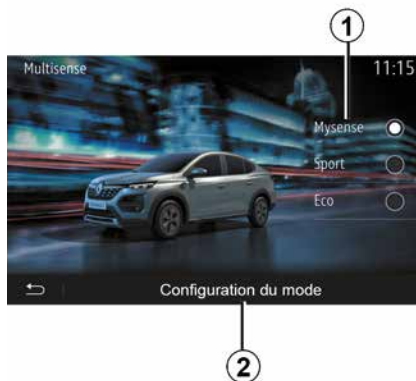 1
Multisense 11:15
Mysense
Sport
Eco
Configuration du mode
2